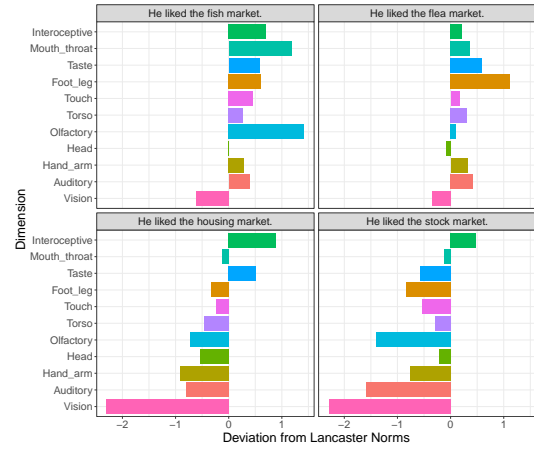 He liked the fish market.
He liked the flea market.
Interoceptive
Mouth_throat
Taste
Foot_leg
Touch
Torso
Olfactory
Head
Hand_arm
Auditory
Vision
He liked the housing market.
He liked the stock market.
Interoceptive
Mouth_throat
Taste
Foot_leg
Touch
Torso
Olfactory
Head
Hand_arm
Auditory
Vision
−2 −1 0 1 −2 −1 0 1
Deviation from Lancaster Norms
Dimension